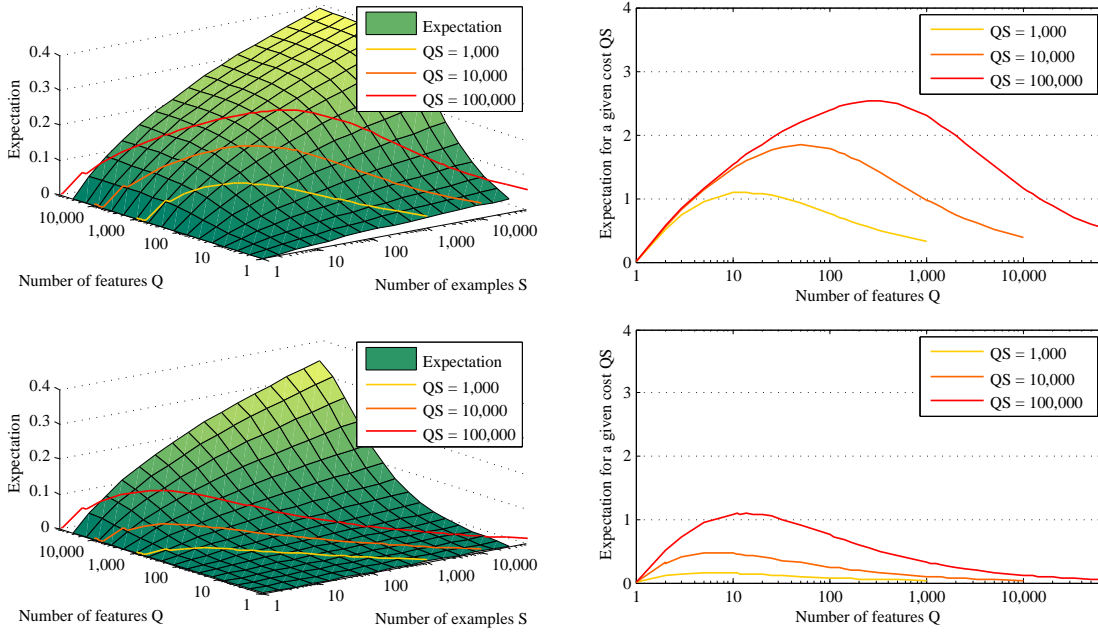 Expectation
QS = 1,000
QS = 10,000
QS = 100,000
0.4
0.3
0.2
0.1
0
Expectation
10,000
1,000
100
10
1
Number of features Q
1
10
100
1,000
10,000
Number of examples S
QS = 1,000
QS = 10,000
QS = 100,000
4
3
2
1
0
Expectation for a given cost QS
1
10
100
1,000
10,000
Number of features Q
Expectation
QS = 1,000
QS = 10,000
QS = 100,000
0.4
0.3
0.2
0.1
0
Expectation
10,000
1,000
100
10
1
Number of features Q
1
10
100
1,000
10,000
Number of examples S
QS = 1,000
QS = 10,000
QS = 100,000
4
3
2
1
0
Expectation for a given cost QS
1
10
100
1,000
10,000
Number of features Q